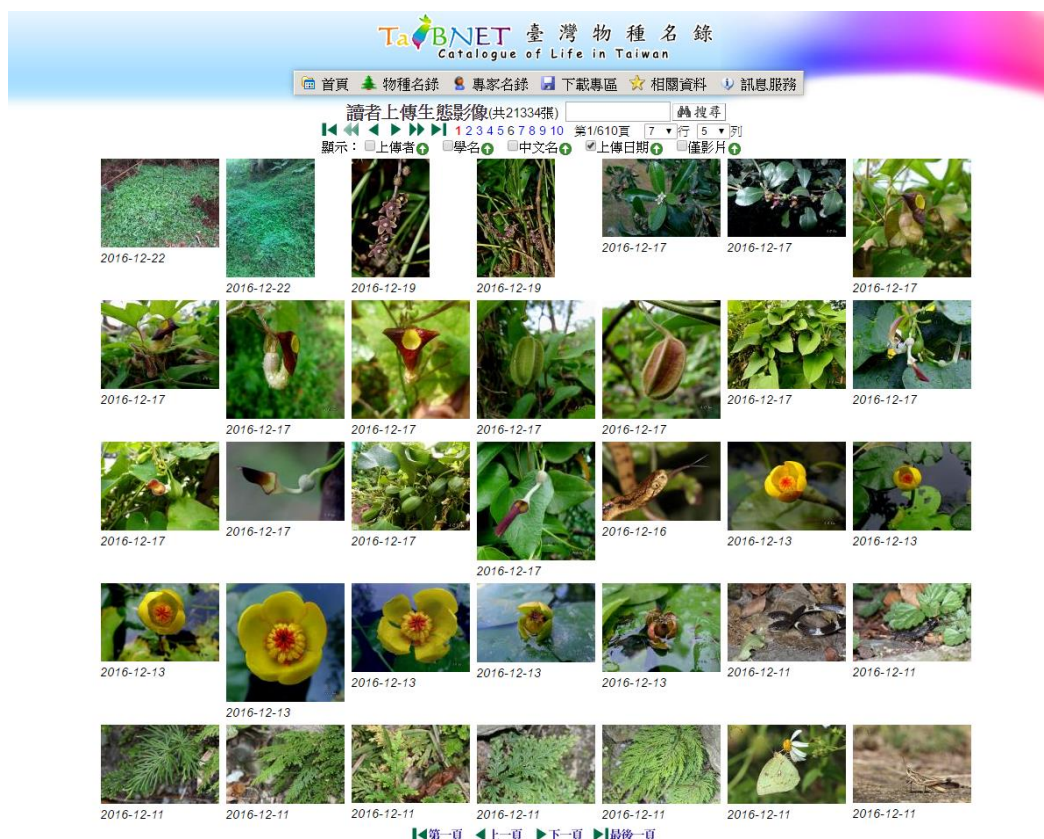 TaiBNET 臺灣物種名錄
Catalogue of Life in Taiwan
首頁 物種名錄 專家名錄 下載專區 相關資料 訊息服務
讀者上傳生態影像(共21334張) 搜尋
1 2 3 4 5 6 7 8 9 10 第1/610頁 7 行 5 列
顯示： 上傳者 學名 中文名 上傳日期 僅影片
2016-12-22 2016-12-22 2016-12-19 2016-12-19 2016-12-17 2016-12-17 2016-12-17
2016-12-17 2016-12-17 2016-12-17 2016-12-17 2016-12-17 2016-12-17 2016-12-17
2016-12-17 2016-12-17 2016-12-17 2016-12-17 2016-12-16 2016-12-13 2016-12-13
2016-12-13 2016-12-13 2016-12-13 2016-12-13 2016-12-13 2016-12-11 2016-12-11
2016-12-11 2016-12-11 2016-12-11 2016-12-11 2016-12-11 2016-12-11 2016-12-11
第一頁 上一頁 下一頁 最後一頁